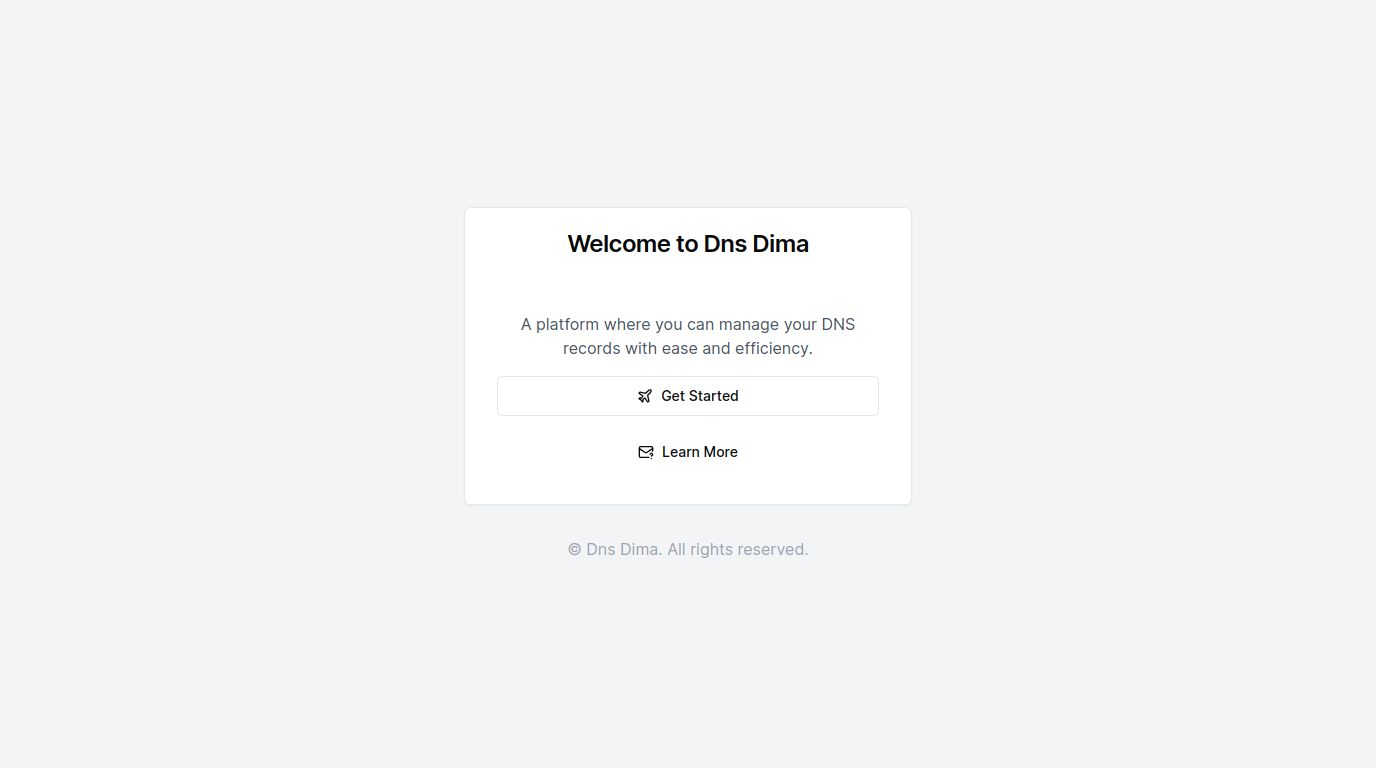 Welcome to Dns Dima
A platform where you can manage your DNS
records with ease and efficiency.
Get Started
Learn More
© Dns Dima. All rights reserved.